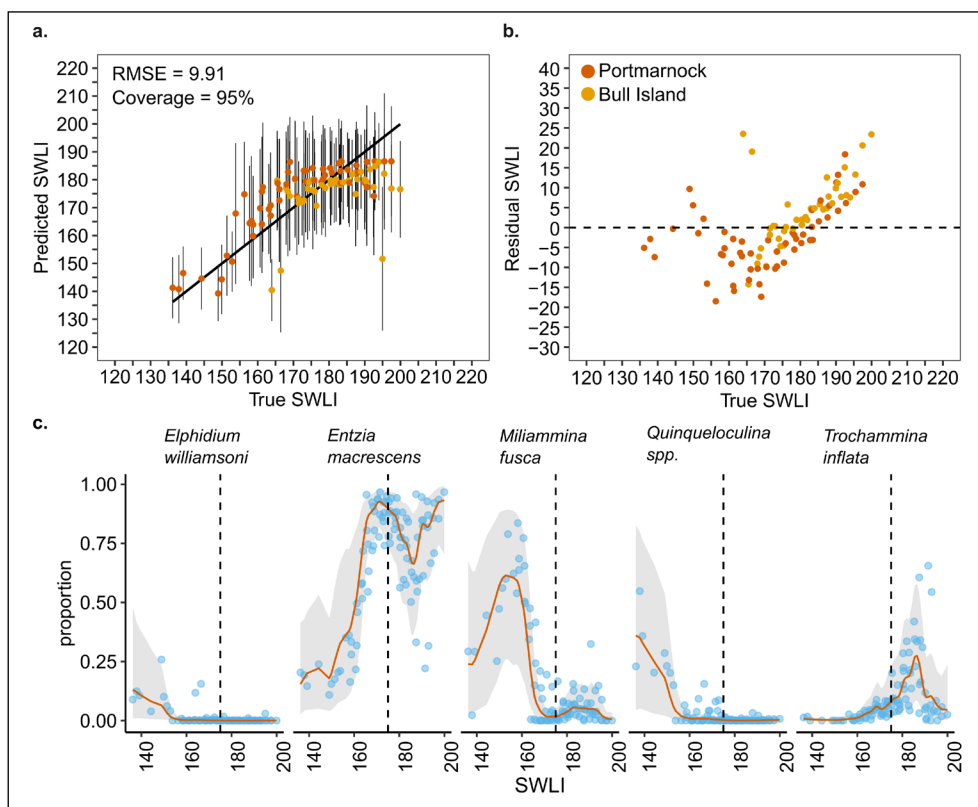 a.
b.
220
210
200
190
180
170
160
150
140
130
120
Predicted SWLI
RMSE = 9.91
Coverage = 95%
120 130 140 150 160 170 180 190 200 220
True SWLI
40
35
30
25
20
15
10
5
0
−5
−10
−15
−20
−25
−30
Residual SWLI
Portmarnock
Bull Island
120 130 140 150 160 170 180 190 200 220
True SWLI
c.
Elphidium
williamsoni
Entzia
macrescens
Miliammina
fusca
Quinqueloculina
spp.
Trochammina
inflata
1.00
0.75
0.50
0.25
0.00
proportion
140 160 180 200 140 160 180 200 140 160 180 200 140 160 180 200 140 160 180 200
SWLI